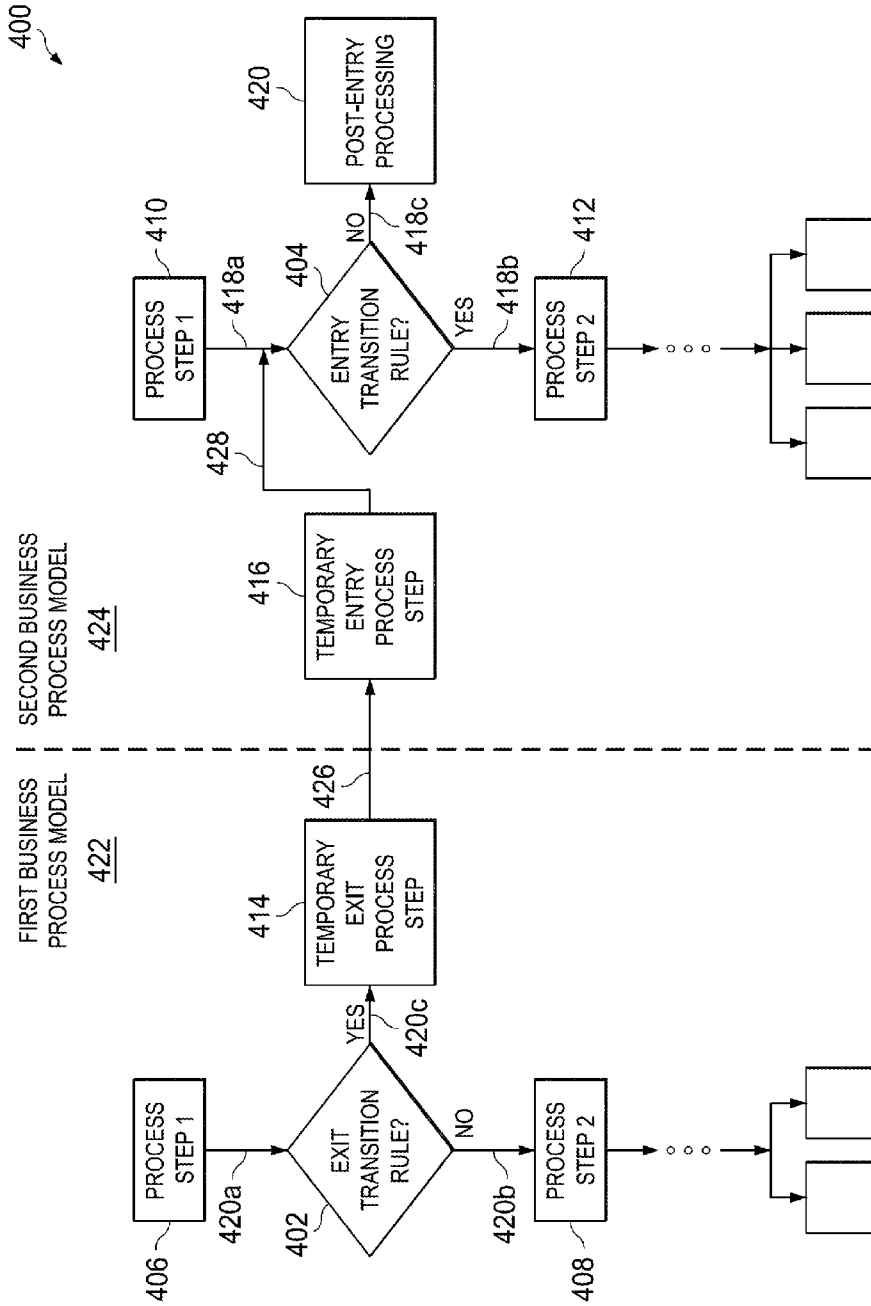 400
FIRST BUSINESS
PROCESS MODEL
422
SECOND BUSINESS
PROCESS MODEL
424
406
PROCESS
STEP 1
420a
402
EXIT
TRANSITION
RULE?
YES
420c
NO
420b
408
PROCESS
STEP 2
414
TEMPORARY
EXIT
PROCESS
STEP
426
416
TEMPORARY
ENTRY
PROCESS
STEP
428
PROCESS
STEP 1
410
418a
404
ENTRY
TRANSITION
RULE?
NO
418c
YES
418b
PROCESS
STEP 2
412
420
POST-ENTRY
PROCESSING